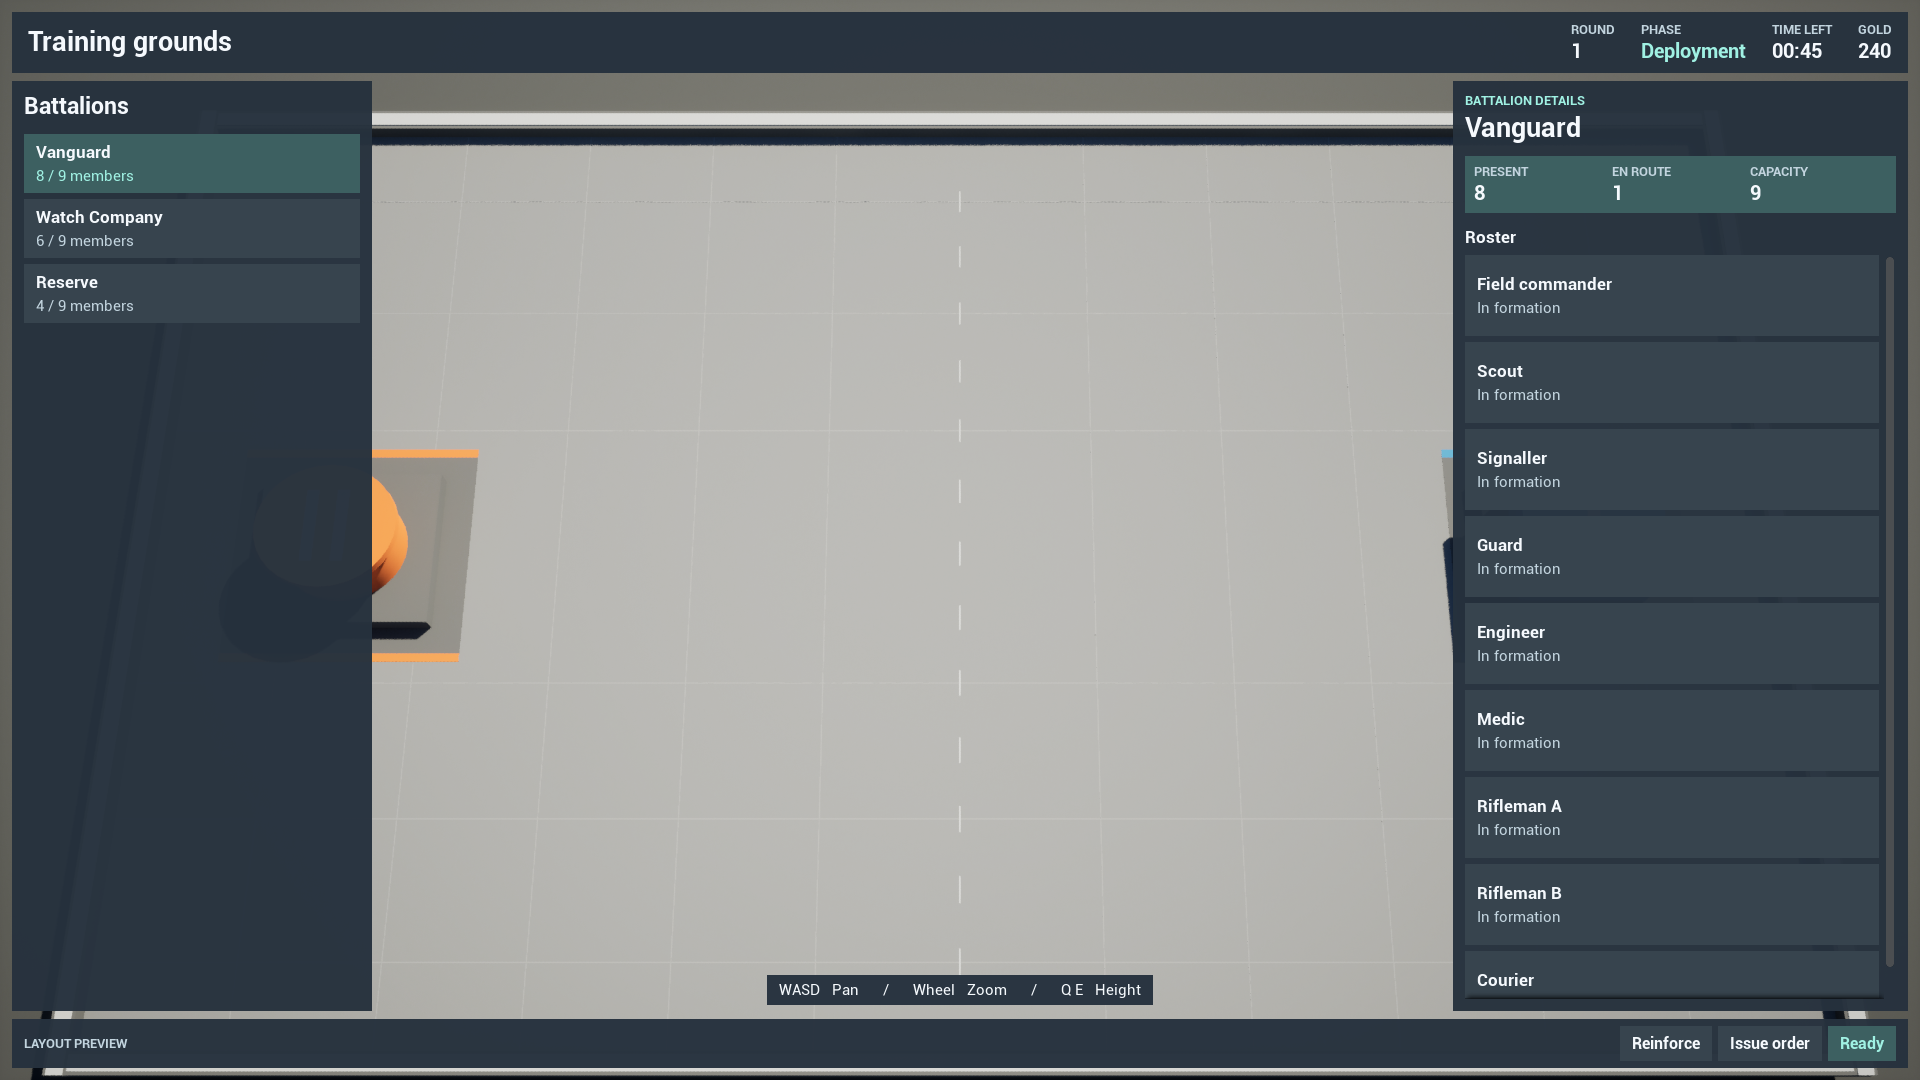 Training grounds
ROUND
1
PHASE
Deployment
TIME LEFT
00:45
GOLD
240
Battalions
Vanguard
8 / 9 members
Watch Company
6 / 9 members
Reserve
4 / 9 members
BATTALION DETAILS
Vanguard
PRESENT
8
EN ROUTE
1
CAPACITY
9
Roster
Field commander
In formation
Scout
In formation
Signaller
In formation
Guard
In formation
Engineer
In formation
Medic
In formation
Rifleman A
In formation
Rifleman B
In formation
Courier
WASD Pan / Wheel Zoom / Q E Height
LAYOUT PREVIEW
Reinforce
Issue order
Ready